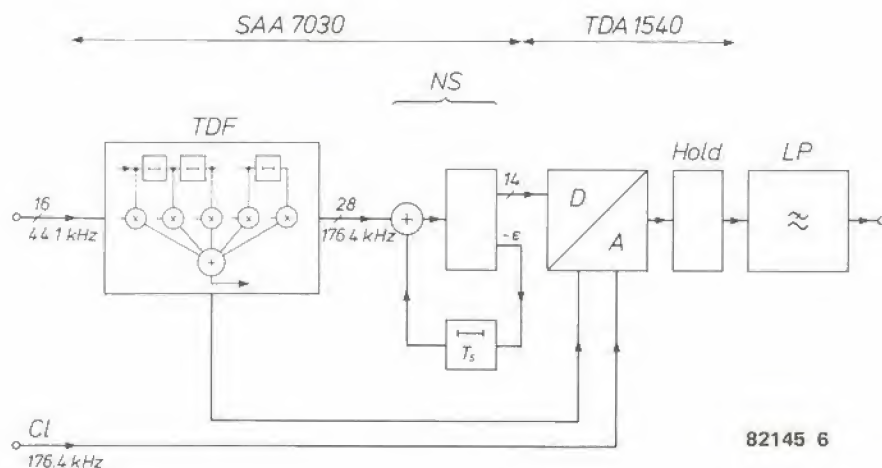 SAA 7030
TDA 1540
NS
TDF
Hold
LP
16
44.1 kHz
×
×
×
×
×
+
28
176.4 kHz
+
14
-ε
D
A
≈
Ts
Cl
176.4 kHz
82145 6